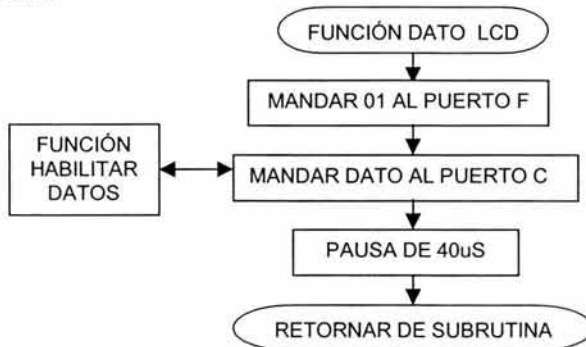 FUNCIÓN DATO LCD
MANDAR 01 AL PUERTO F
FUNCIÓN
HABILITAR
DATOS
MANDAR DATO AL PUERTO C
PAUSA DE 40uS
RETORNAR DE SUBRUTINA